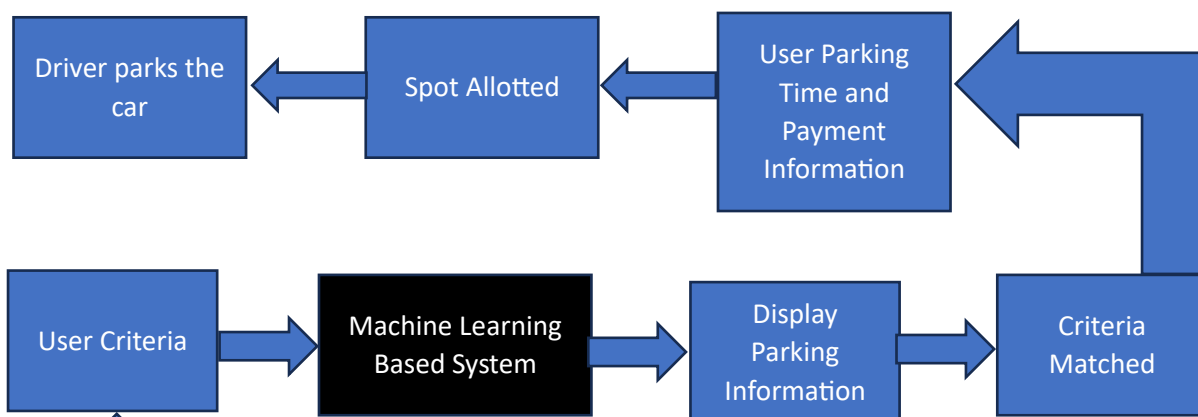 Driver parks the
car
Spot Allotted
User Parking
Time and
Payment
Information
User Criteria
Machine Learning
Based System
Display
Parking
Information
Criteria
Matched